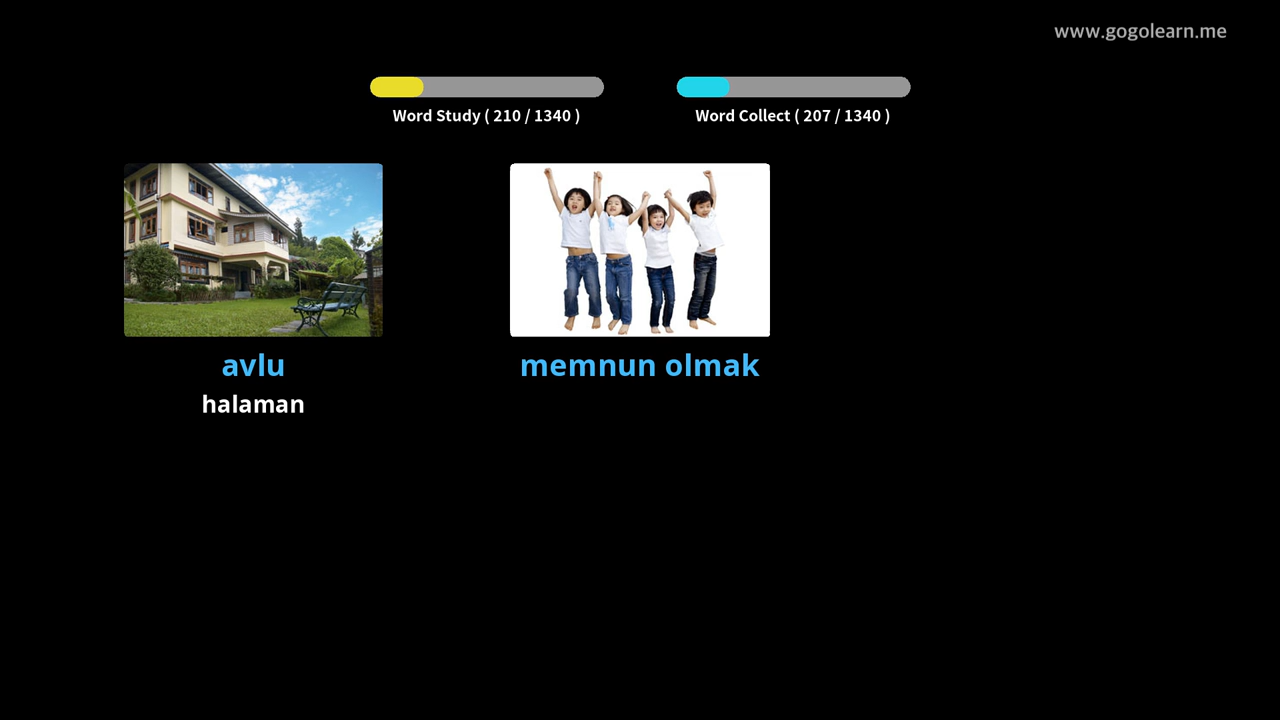 www.gogolearn.me
Word Study ( 210 / 1340 )
Word Collect ( 207 / 1340 )
avlu
halaman
memnun olmak